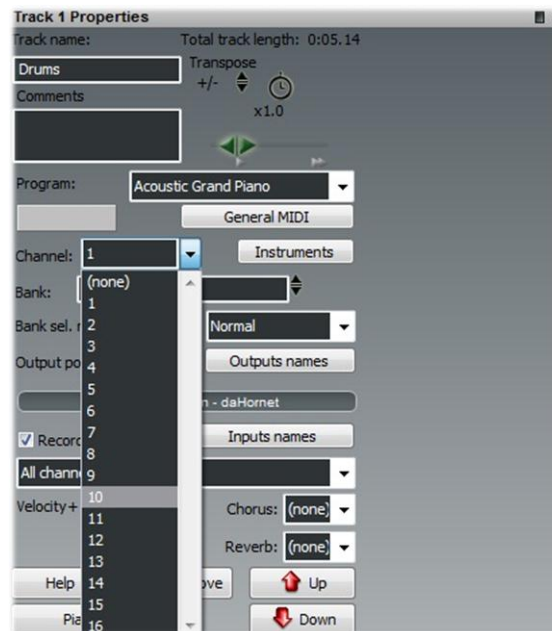 Track 1 Properties
Track name: Total track length: 0:05.14
Drums
Transpose
+/-
Comments
x1.0
Program: Acoustic Grand Piano
General MIDI
Channel: 1 Instruments
(none)
Bank:
1
Bank sel. 2 Normal
3
Output po 4 Outputs names
5
6 n - daHornet
Record 7 Inputs names
8
All chann 9
Velocity+ 10 Chorus: (none)
11
12 Reverb: (none)
13
Help 14 ove Up
15
Pia 16 Down